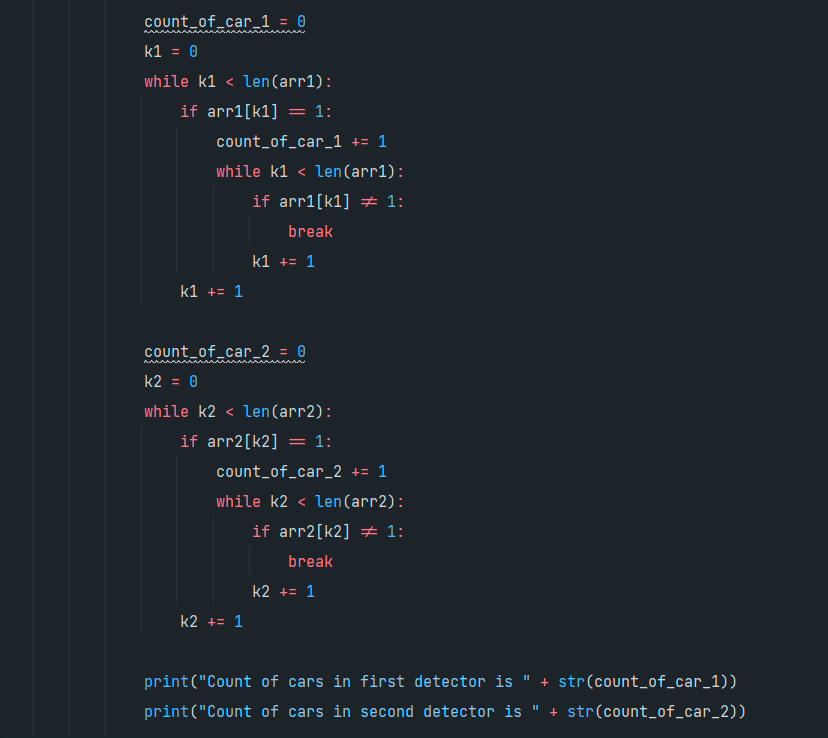 count_of_car_1 = 0
k1 = 0
while k1 < len(arr1):
    if arr1[k1] == 1:
        count_of_car_1 += 1
        while k1 < len(arr1):
            if arr1[k1] != 1:
                break
            k1 += 1
    k1 += 1

count_of_car_2 = 0
k2 = 0
while k2 < len(arr2):
    if arr2[k2] == 1:
        count_of_car_2 += 1
        while k2 < len(arr2):
            if arr2[k2] != 1:
                break
            k2 += 1
    k2 += 1

print("Count of cars in first detector is " + str(count_of_car_1))
print("Count of cars in second detector is " + str(count_of_car_2))